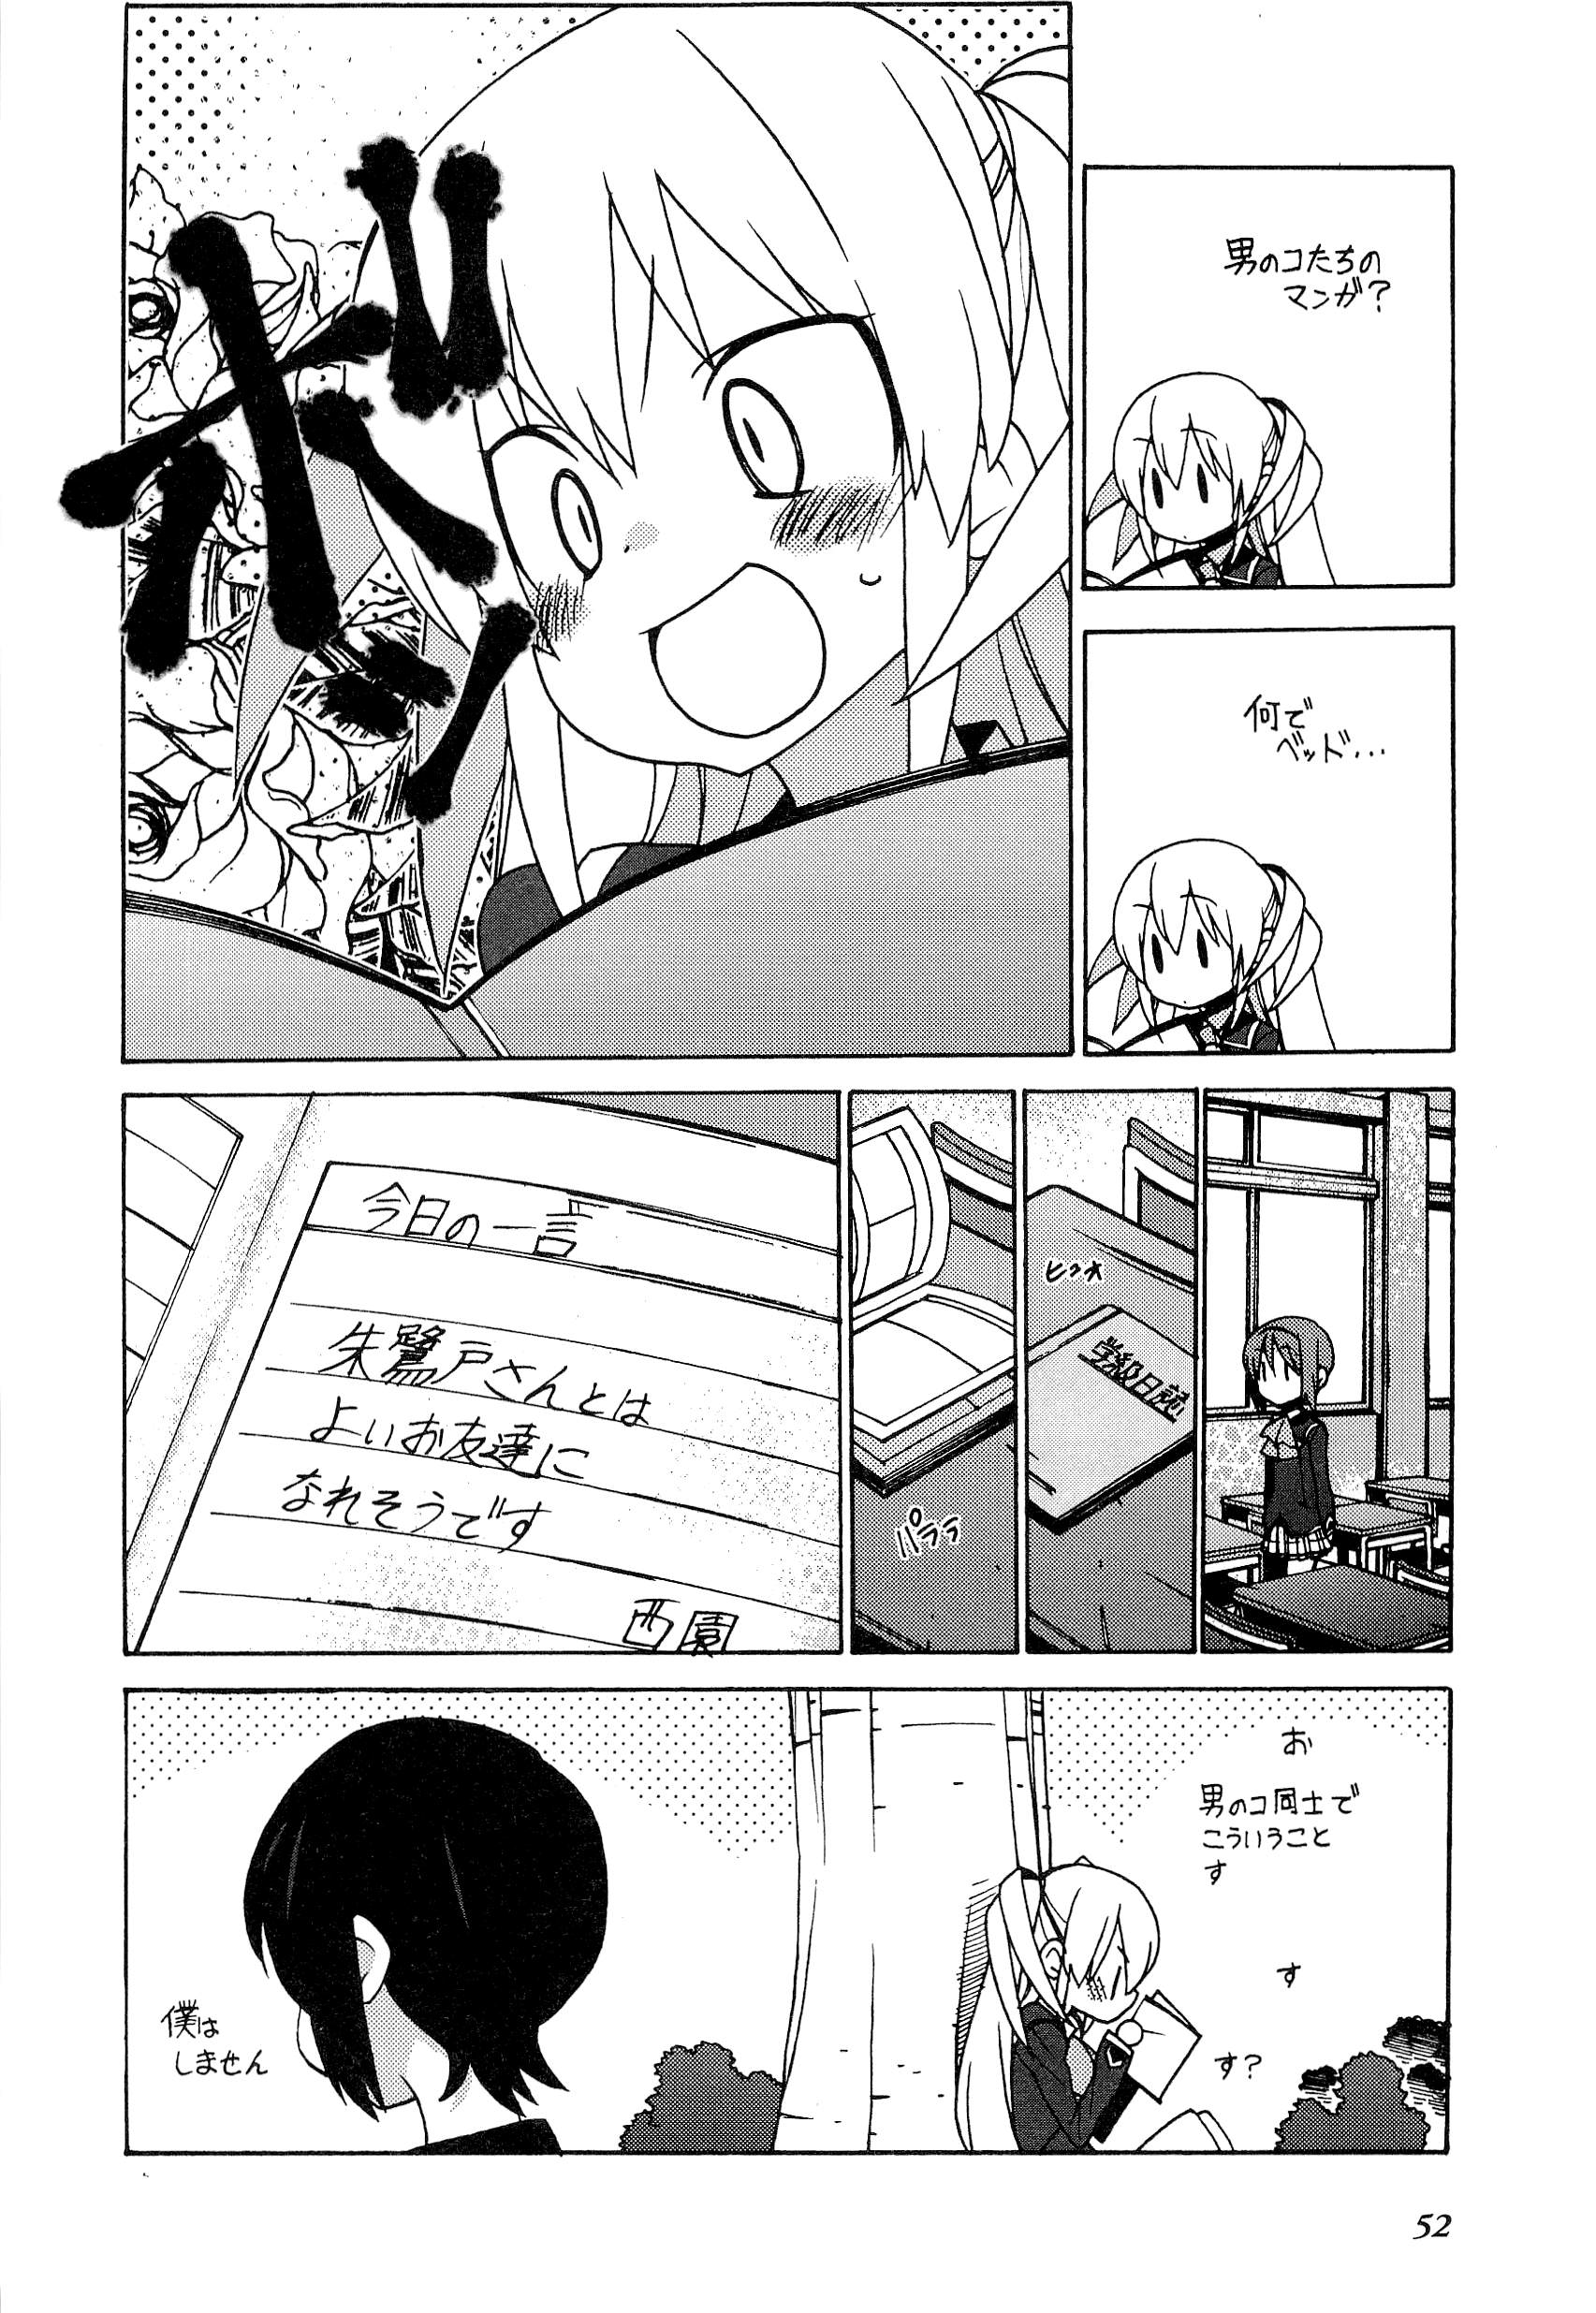 男のコたちの
マンガ?
何で
ベッド...
ボッ
学級日誌
パララ
今日の一言
朱鷺戸さんとは
よいお友達に
なれそうです
西園
お
男のコ同士で
こういうこと
す
す
す?
僕は
しません
52